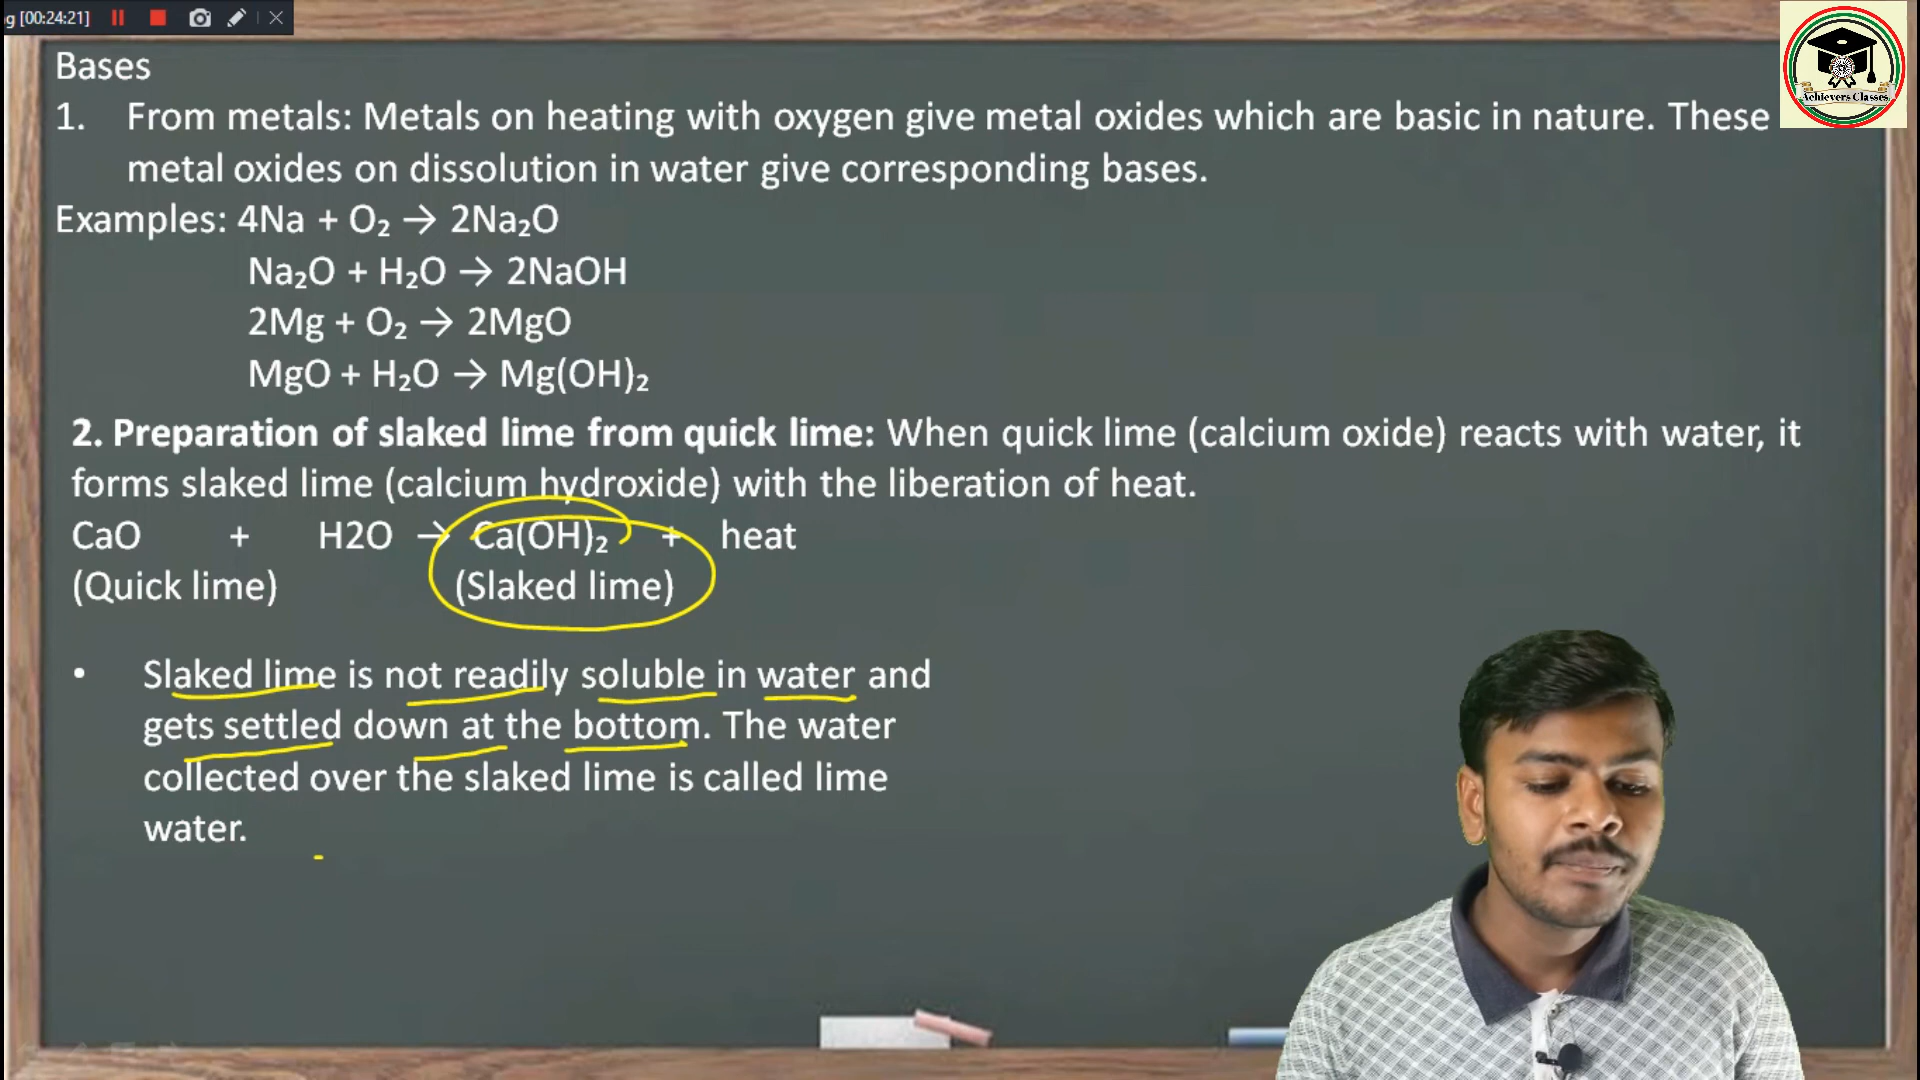 g [00:24:21]
Achievers Classes
Bases
1. From metals: Metals on heating with oxygen give metal oxides which are basic in nature. These
metal oxides on dissolution in water give corresponding bases.
Examples: 4Na + O₂ → 2Na₂O
Na₂O + H₂O → 2NaOH
2Mg + O₂ → 2MgO
MgO + H₂O → Mg(OH)₂
2. Preparation of slaked lime from quick lime: When quick lime (calcium oxide) reacts with water, it
forms slaked lime (calcium hydroxide) with the liberation of heat.
CaO + H2O → Ca(OH)₂ + heat
(Quick lime) (Slaked lime)
• Slaked lime is not readily soluble in water and
gets settled down at the bottom. The water
collected over the slaked lime is called lime
water.